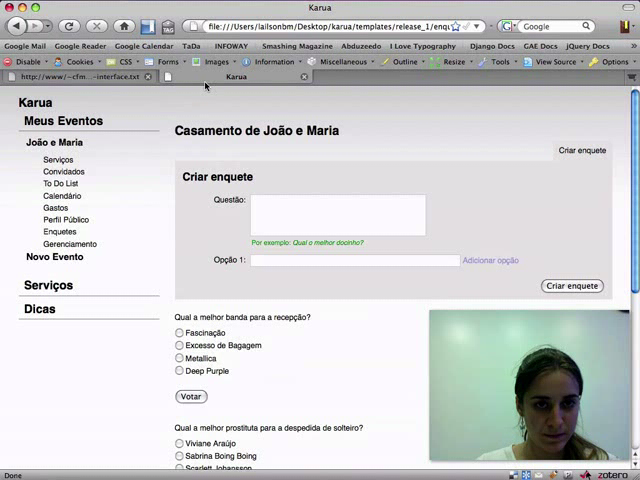 Karua
file:///Users/lailsonbm/Desktop/karua/templates/release_1/enqu
Google
Google Reader Google Calendar TaDa INFOWAY Smashing Magazine Abduzeedo I Love Typography Django Docs GAE Docs jQuery Docs
Disable Cookies CSS Forms Images Information Miscellaneous Outline Resize Tools View Source Options
http://www/~cfm...-interface.txt Karua
Karua
Meus Eventos
João e Maria
Serviços
Convidados
To Do List
Calendário
Gastos
Perfil Público
Enquetes
Gerenciamento
Novo Evento
Serviços
Dicas
Casamento de João e Maria
Criar enquete
Criar enquete
Questão:
Por exemplo: Qual o melhor docinho?
Opção 1: Adicionar opção
Criar enquete
Qual a melhor banda para a recepção?
Fascinação
Excesso de Bagagem
Metallica
Deep Purple
Votar
Qual a melhor prostituta para a despedida de solteiro?
Viviane Araújo
Sabrina Boing Boing
Scarlett Johansson
Done
zotero